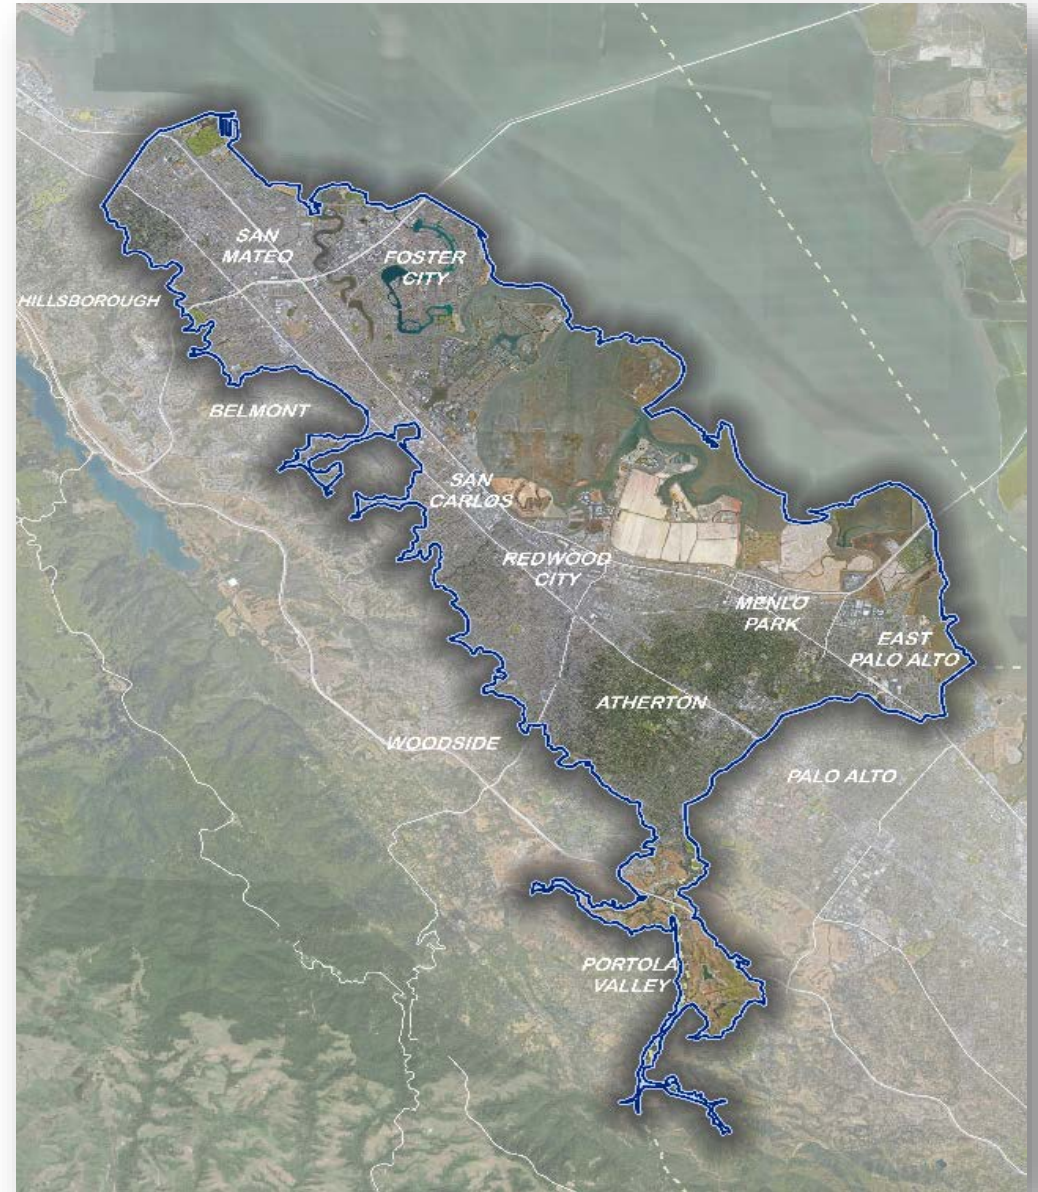 SAN
MATEO
FOSTER
CITY
HILLSBOROUGH
BELMONT
SAN
CARLOS
REDWOOD
CITY
MENLO
PARK
EAST
PALO ALTO
ATHERTON
WOODSIDE
PALO ALTO
PORTOLA
VALLEY